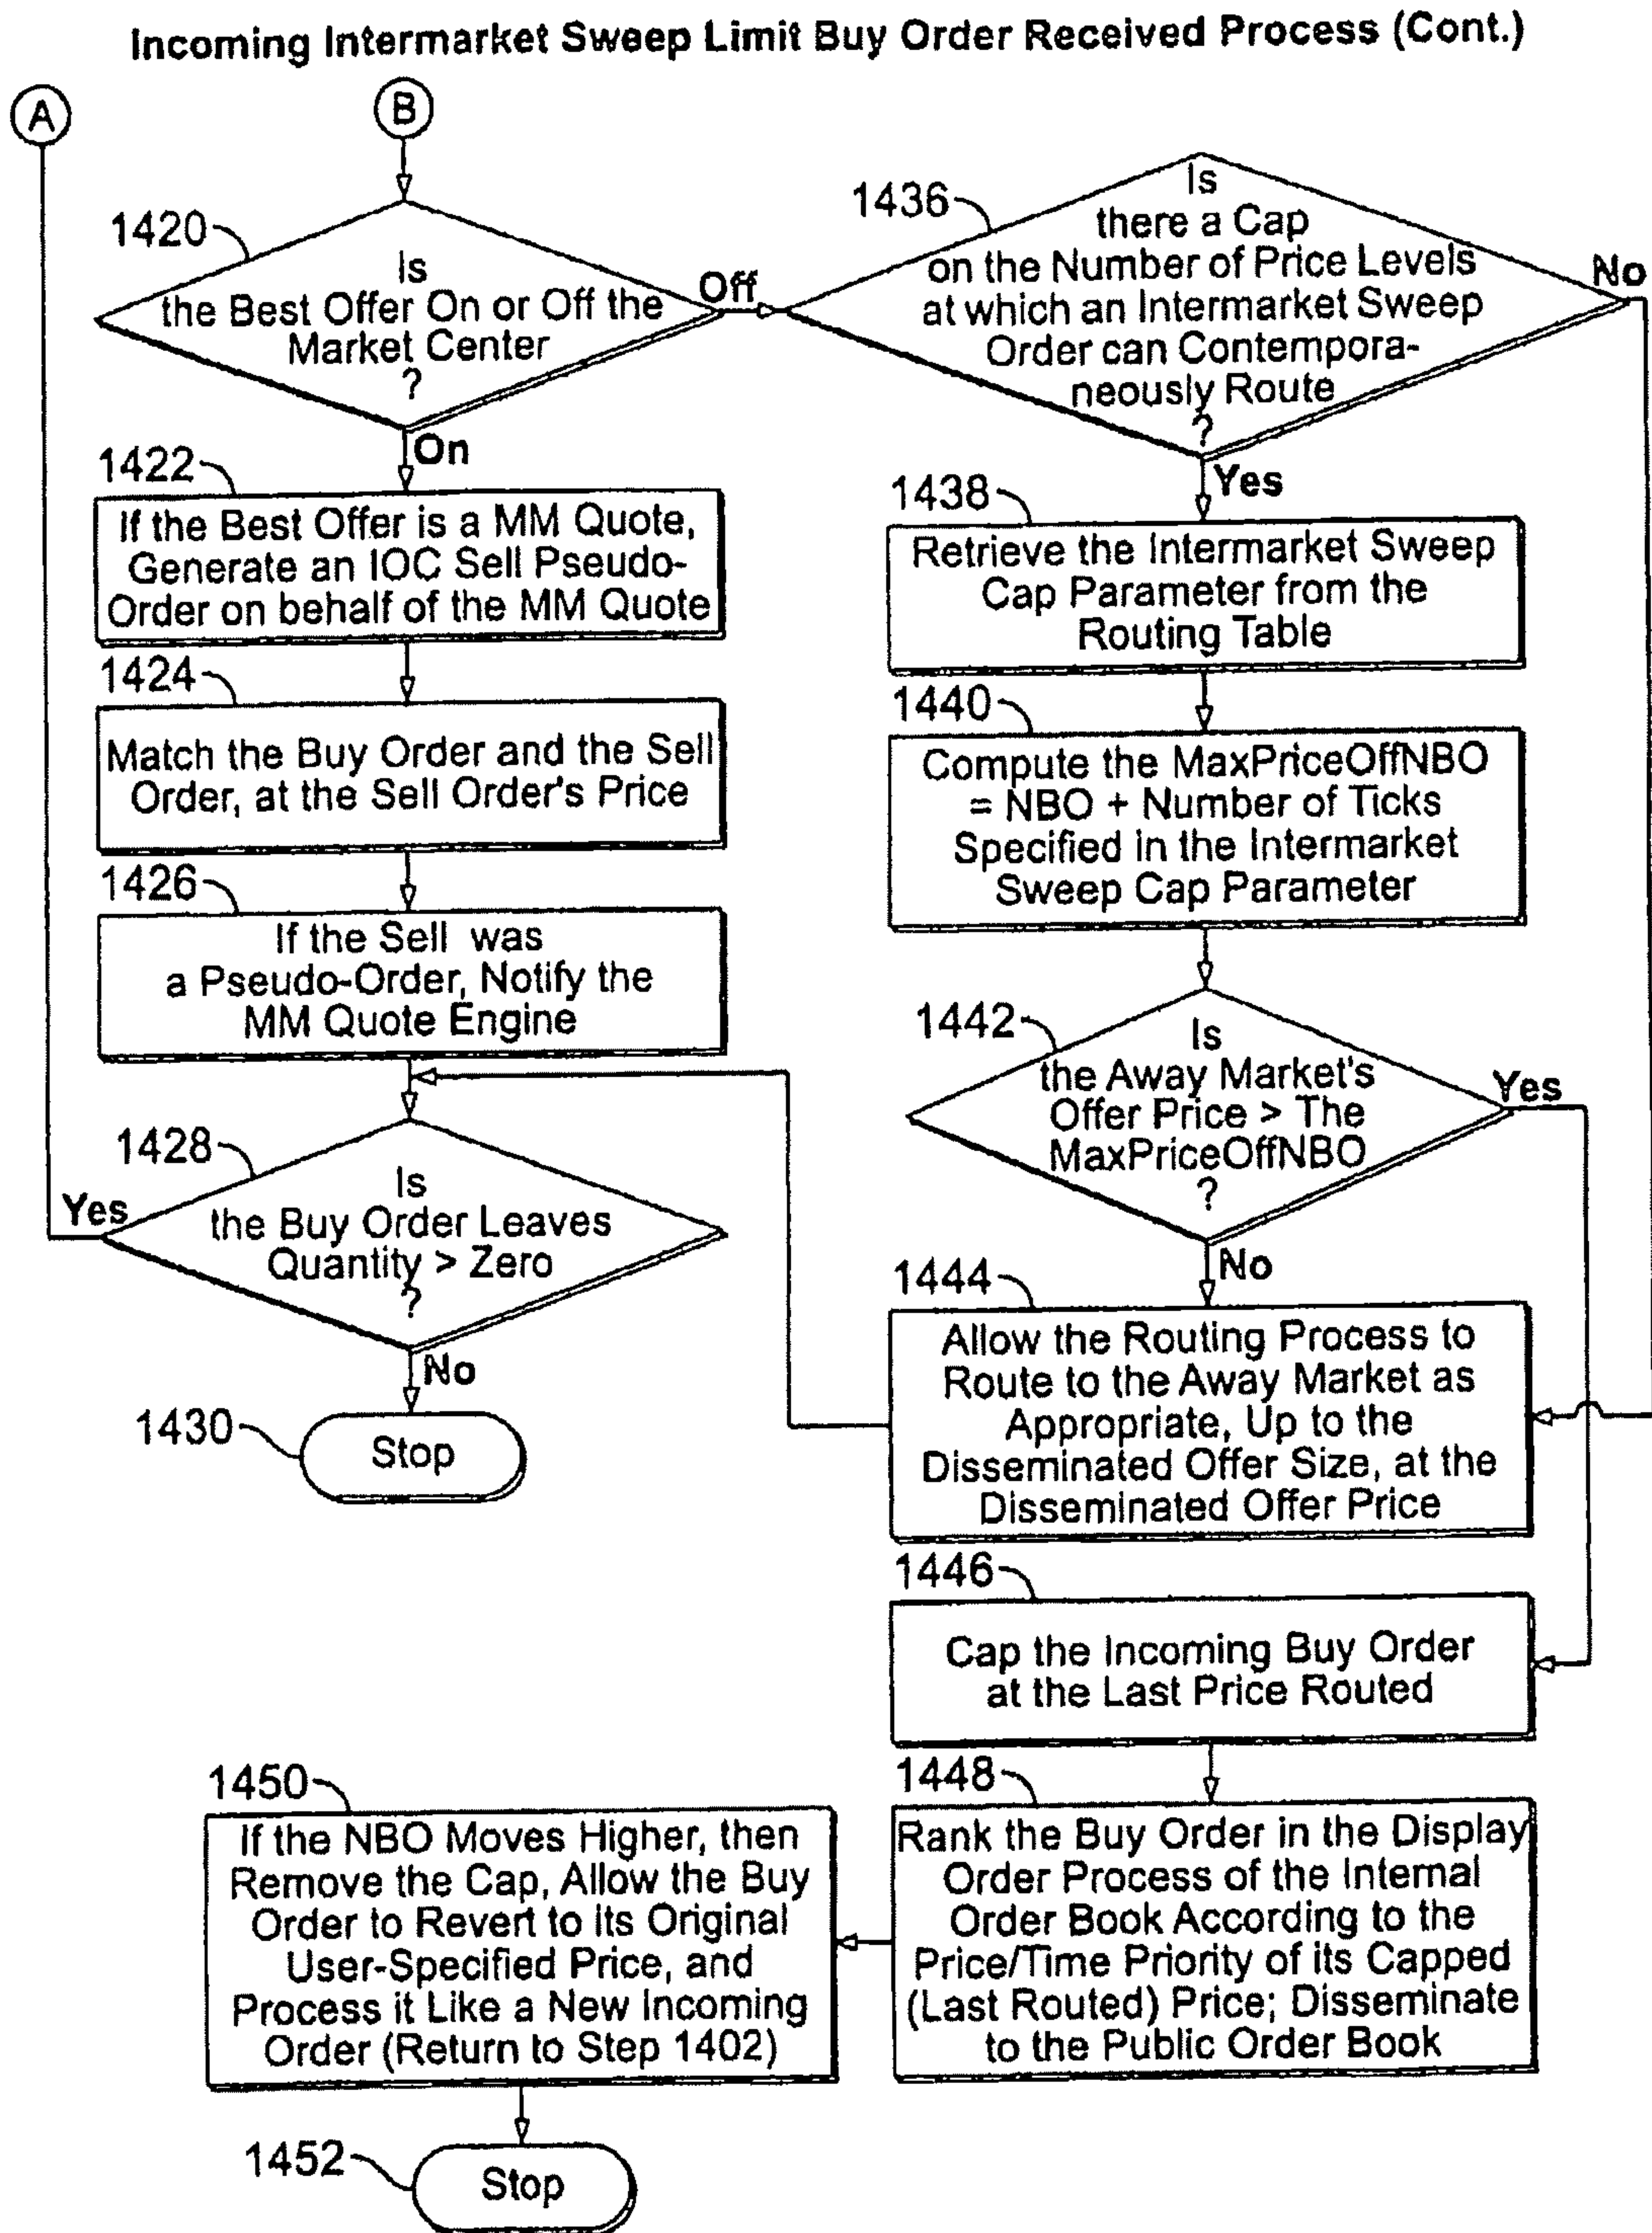 Incoming Intermarket Sweep Limit Buy Order Received Process (Cont.)
A
B
1420
Is
the Best Offer On or Off the
Market Center
?
Off
On
1422
If the Best Offer is a MM Quote,
Generate an IOC Sell Pseudo-
Order on behalf of the MM Quote
1424
Match the Buy Order and the Sell
Order, at the Sell Order's Price
1426
If the Sell was
a Pseudo-Order, Notify the
MM Quote Engine
1428
Is
the Buy Order Leaves
Quantity > Zero
?
Yes
No
1430
Stop
1436
Is
there a Cap
on the Number of Price Levels
at which an Intermarket Sweep
Order can Contempora-
neously Route
?
No
Yes
1438
Retrieve the Intermarket Sweep
Cap Parameter from the
Routing Table
1440
Compute the MaxPriceOffNBO
= NBO + Number of Ticks
Specified in the Intermarket
Sweep Cap Parameter
1442
Is
the Away Market's
Offer Price > The
MaxPriceOffNBO
?
Yes
No
1444
Allow the Routing Process to
Route to the Away Market as
Appropriate, Up to the
Disseminated Offer Size, at the
Disseminated Offer Price
1446
Cap the Incoming Buy Order
at the Last Price Routed
1448
Rank the Buy Order in the Display
Order Process of the Internal
Order Book According to the
Price/Time Priority of its Capped
(Last Routed) Price; Disseminate
to the Public Order Book
1450
If the NBO Moves Higher, then
Remove the Cap, Allow the Buy
Order to Revert to its Original
User-Specified Price, and
Process it Like a New Incoming
Order (Return to Step 1402)
1452
Stop